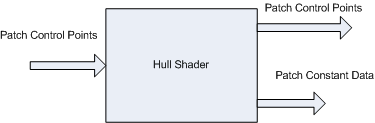 Patch Control Points
Patch Control Points
Hull Shader
Patch Constant Data